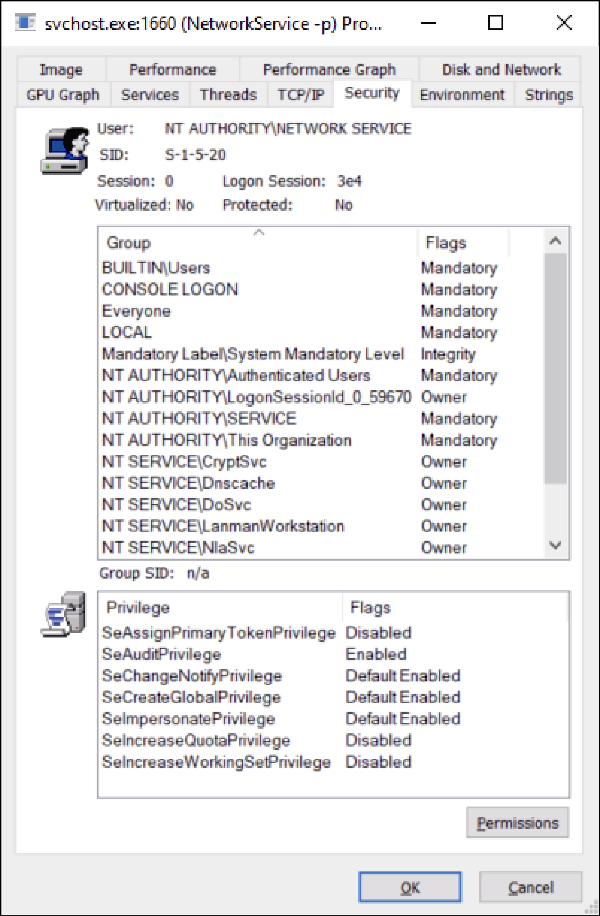 svchost.exe:1660 (NetworkService -p) Pro...
Image Performance Performance Graph Disk and Network
GPU Graph Services Threads TCP/IP Security Environment Strings
User: NT AUTHORITY\NETWORK SERVICE
SID: S-1-5-20
Session: 0 Logon Session: 3e4
Virtualized: No Protected: No
Group Flags
BUILTIN\Users Mandatory
CONSOLE LOGON Mandatory
Everyone Mandatory
LOCAL Mandatory
Mandatory Label\System Mandatory Level Integrity
NT AUTHORITY\Authenticated Users Mandatory
NT AUTHORITY\LogonSessionId_0_59670 Owner
NT AUTHORITY\SERVICE Mandatory
NT AUTHORITY\This Organization Mandatory
NT SERVICE\CryptSvc Owner
NT SERVICE\Dnscache Owner
NT SERVICE\DoSvc Owner
NT SERVICE\LanmanWorkstation Owner
NT SERVICE\NlaSvc Owner
Group SID: n/a
Privilege Flags
SeAssignPrimaryTokenPrivilege Disabled
SeAuditPrivilege Enabled
SeChangeNotifyPrivilege Default Enabled
SeCreateGlobalPrivilege Default Enabled
SeImpersonatePrivilege Default Enabled
SeIncreaseQuotaPrivilege Disabled
SeIncreaseWorkingSetPrivilege Disabled
Permissions
OK Cancel